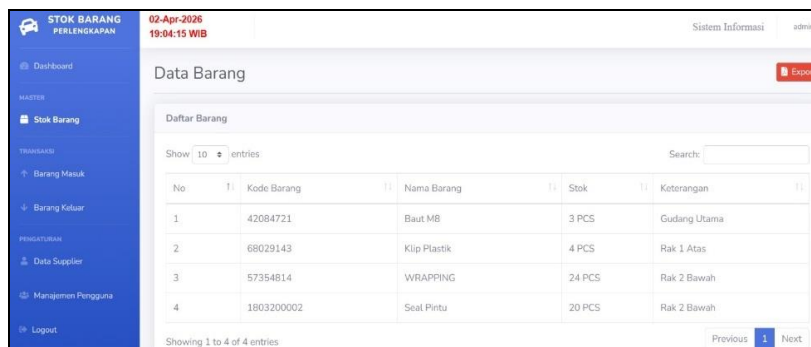 STOK BARANG
PERLENGKAPAN
Dashboard
MASTER
Stok Barang
TRANSAKSI
Barang Masuk
Barang Keluar
PENGATURAN
Data Supplier
Manajemen Pengguna
Logout
02-Apr-2026
19:04:15 WIB
Sistem Informasi admi
Data Barang
Expo
Daftar Barang
Show 10 entries Search:
No Kode Barang Nama Barang Stok Keterangan
1 42084721 Baut M8 3 PCS Gudang Utama
2 68029143 Klip Plastik 4 PCS Rak 1 Atas
3 57354814 WRAPPING 24 PCS Rak 2 Bawah
4 1803200002 Seal Pintu 20 PCS Rak 2 Bawah
Showing 1 to 4 of 4 entries Previous 1 Next